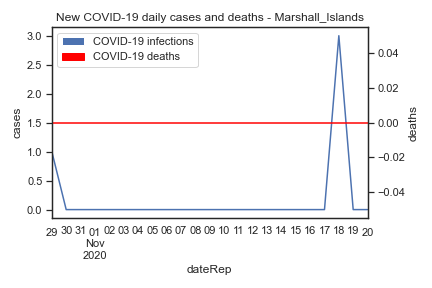 New COVID-19 daily cases and deaths - Marshall_Islands
COVID-19 infections
COVID-19 deaths
3.0
2.5
2.0
1.5
1.0
0.5
0.0
cases
0.04
0.02
0.00
−0.02
−0.04
deaths
29 30 31 01 02 03 04 05 06 07 08 09 10 11 12 13 14 15 16 17 18 19 20
Nov
2020
dateRep